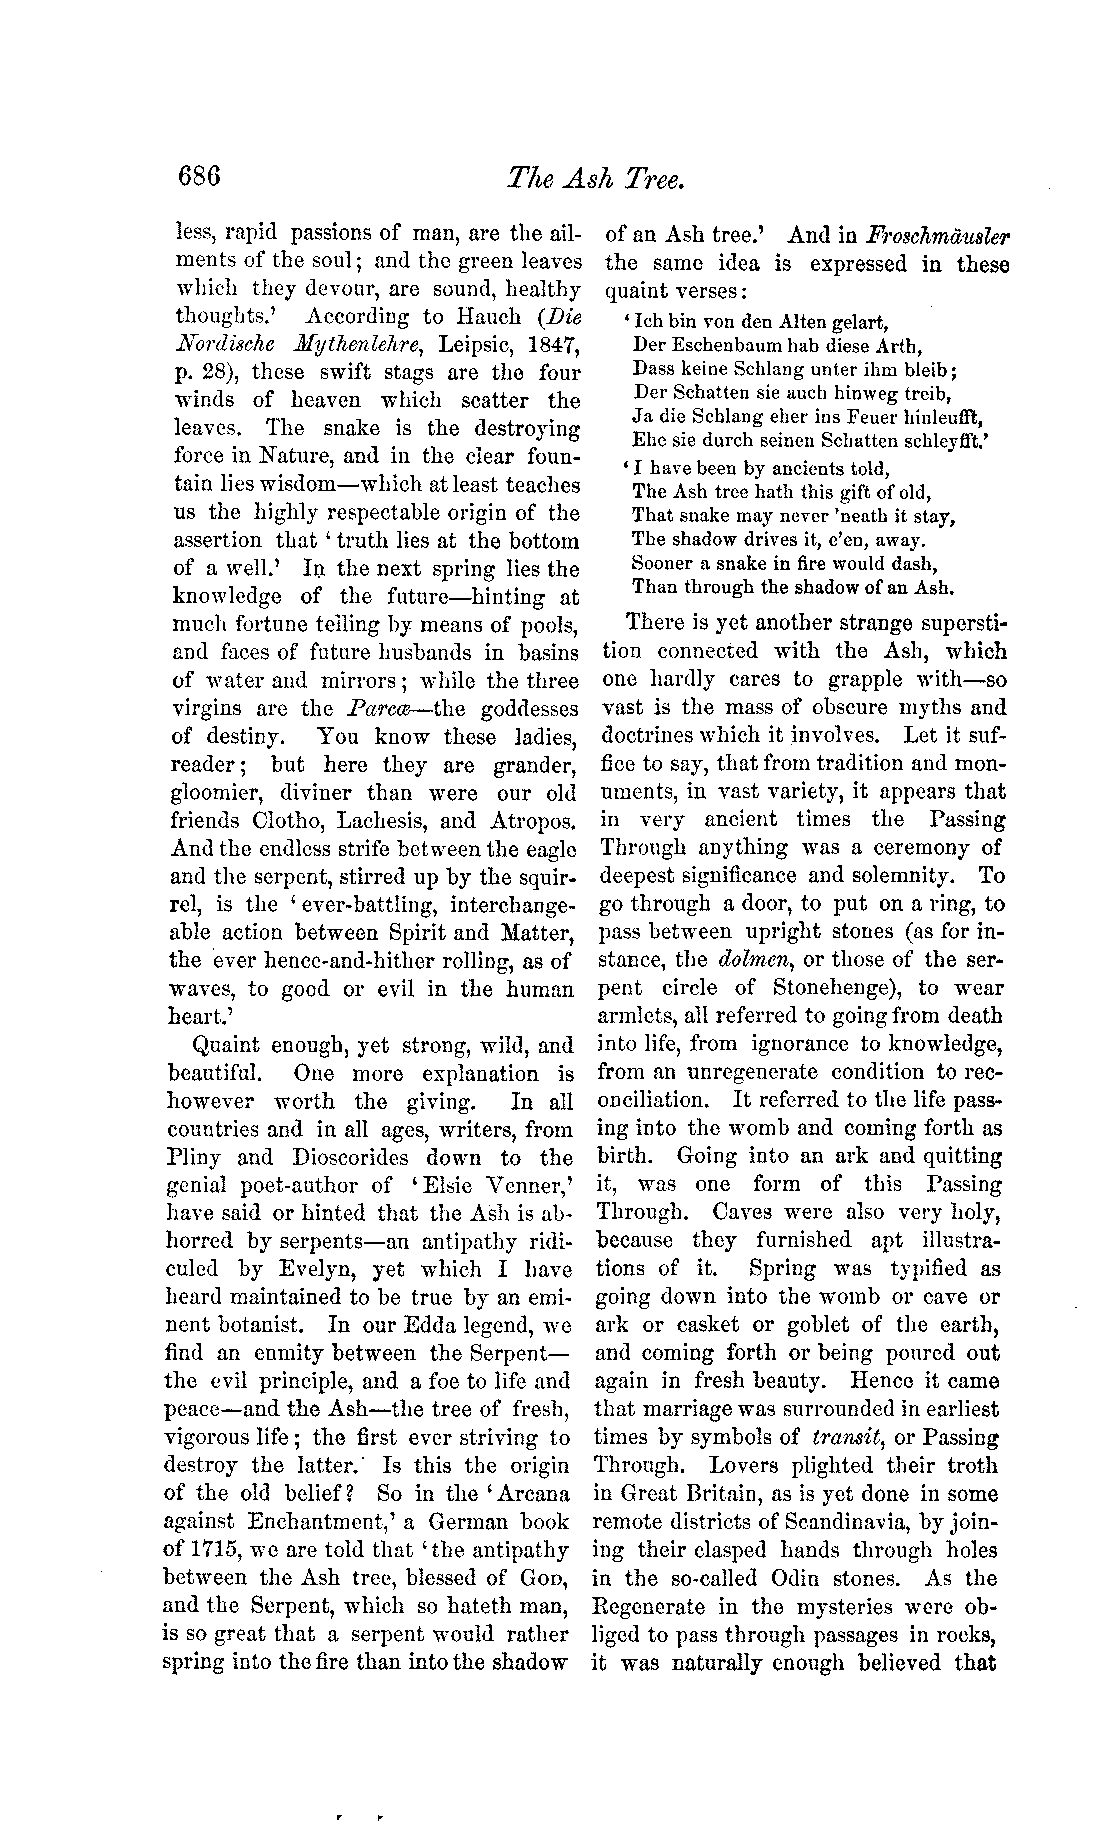 686
The Ash Tree.
less, rapid passions of man, are the ail-
ments of the soul; and the green leaves
which they devour, are sound, healthy
thoughts.' According to Hauch (Die
Nordische Mythenlehre, Leipsic, 1847,
p. 28), these swift stags are the four
winds of heaven which scatter the
leaves. The snake is the destroying
force in Nature, and in the clear foun-
tain lies wisdom—which at least teaches
us the highly respectable origin of the
assertion that 'truth lies at the bottom
of a well.' In the next spring lies the
knowledge of the future—hinting at
much fortune telling by means of pools,
and faces of future husbands in basins
of water and mirrors; while the three
virgins are the Parcæ—the goddesses
of destiny. You know these ladies,
reader; but here they are grander,
gloomier, diviner than were our old
friends Clotho, Lachesis, and Atropos.
And the endless strife between the eagle
and the serpent, stirred up by the squir-
rel, is the 'ever-battling, interchange-
able action between Spirit and Matter,
the ever hence-and-hither rolling, as of
waves, to good or evil in the human
heart.'
Quaint enough, yet strong, wild, and
beautiful. One more explanation is
however worth the giving. In all
countries and in all ages, writers, from
Pliny and Dioscorides down to the
genial poet-author of 'Elsie Venner,'
have said or hinted that the Ash is ab-
horred by serpents—an antipathy ridi-
culed by Evelyn, yet which I have
heard maintained to be true by an emi-
nent botanist. In our Edda legend, we
find an enmity between the Serpent—
the evil principle, and a foe to life and
peace—and the Ash—the tree of fresh,
vigorous life; the first ever striving to
destroy the latter. Is this the origin
of the old belief? So in the 'Arcana
against Enchantment,' a German book
of 1715, we are told that 'the antipathy
between the Ash tree, blessed of GOD,
and the Serpent, which so hateth man,
is so great that a serpent would rather
spring into the fire than into the shadow
of an Ash tree.' And in Froschmäusler
the same idea is expressed in these
quaint verses:
'Ich bin von den Alten gelart,
Der Eschenbaum hab diese Arth,
Dass keine Schlang unter ihm bleib;
Der Schatten sie auch hinweg treib,
Ja die Schlang eher ins Feuer hinleufft,
Ehe sie durch seinen Schatten schleyfft.'
'I have been by ancients told,
The Ash tree hath this gift of old,
That snake may never 'neath it stay,
The shadow drives it, e'en, away.
Sooner a snake in fire would dash,
Than through the shadow of an Ash.
There is yet another strange supersti-
tion connected with the Ash, which
one hardly cares to grapple with—so
vast is the mass of obscure myths and
doctrines which it involves. Let it suf-
fice to say, that from tradition and mon-
uments, in vast variety, it appears that
in very ancient times the Passing
Through anything was a ceremony of
deepest significance and solemnity. To
go through a door, to put on a ring, to
pass between upright stones (as for in-
stance, the dolmen, or those of the ser-
pent circle of Stonehenge), to wear
armlets, all referred to going from death
into life, from ignorance to knowledge,
from an unregenerate condition to rec-
onciliation. It referred to the life pass-
ing into the womb and coming forth as
birth. Going into an ark and quitting
it, was one form of this Passing
Through. Caves were also very holy,
because they furnished apt illustra-
tions of it. Spring was typified as
going down into the womb or cave or
ark or casket or goblet of the earth,
and coming forth or being poured out
again in fresh beauty. Hence it came
that marriage was surrounded in earliest
times by symbols of transit, or Passing
Through. Lovers plighted their troth
in Great Britain, as is yet done in some
remote districts of Scandinavia, by join-
ing their clasped hands through holes
in the so-called Odin stones. As the
Regenerate in the mysteries were ob-
liged to pass through passages in rocks,
it was naturally enough believed that